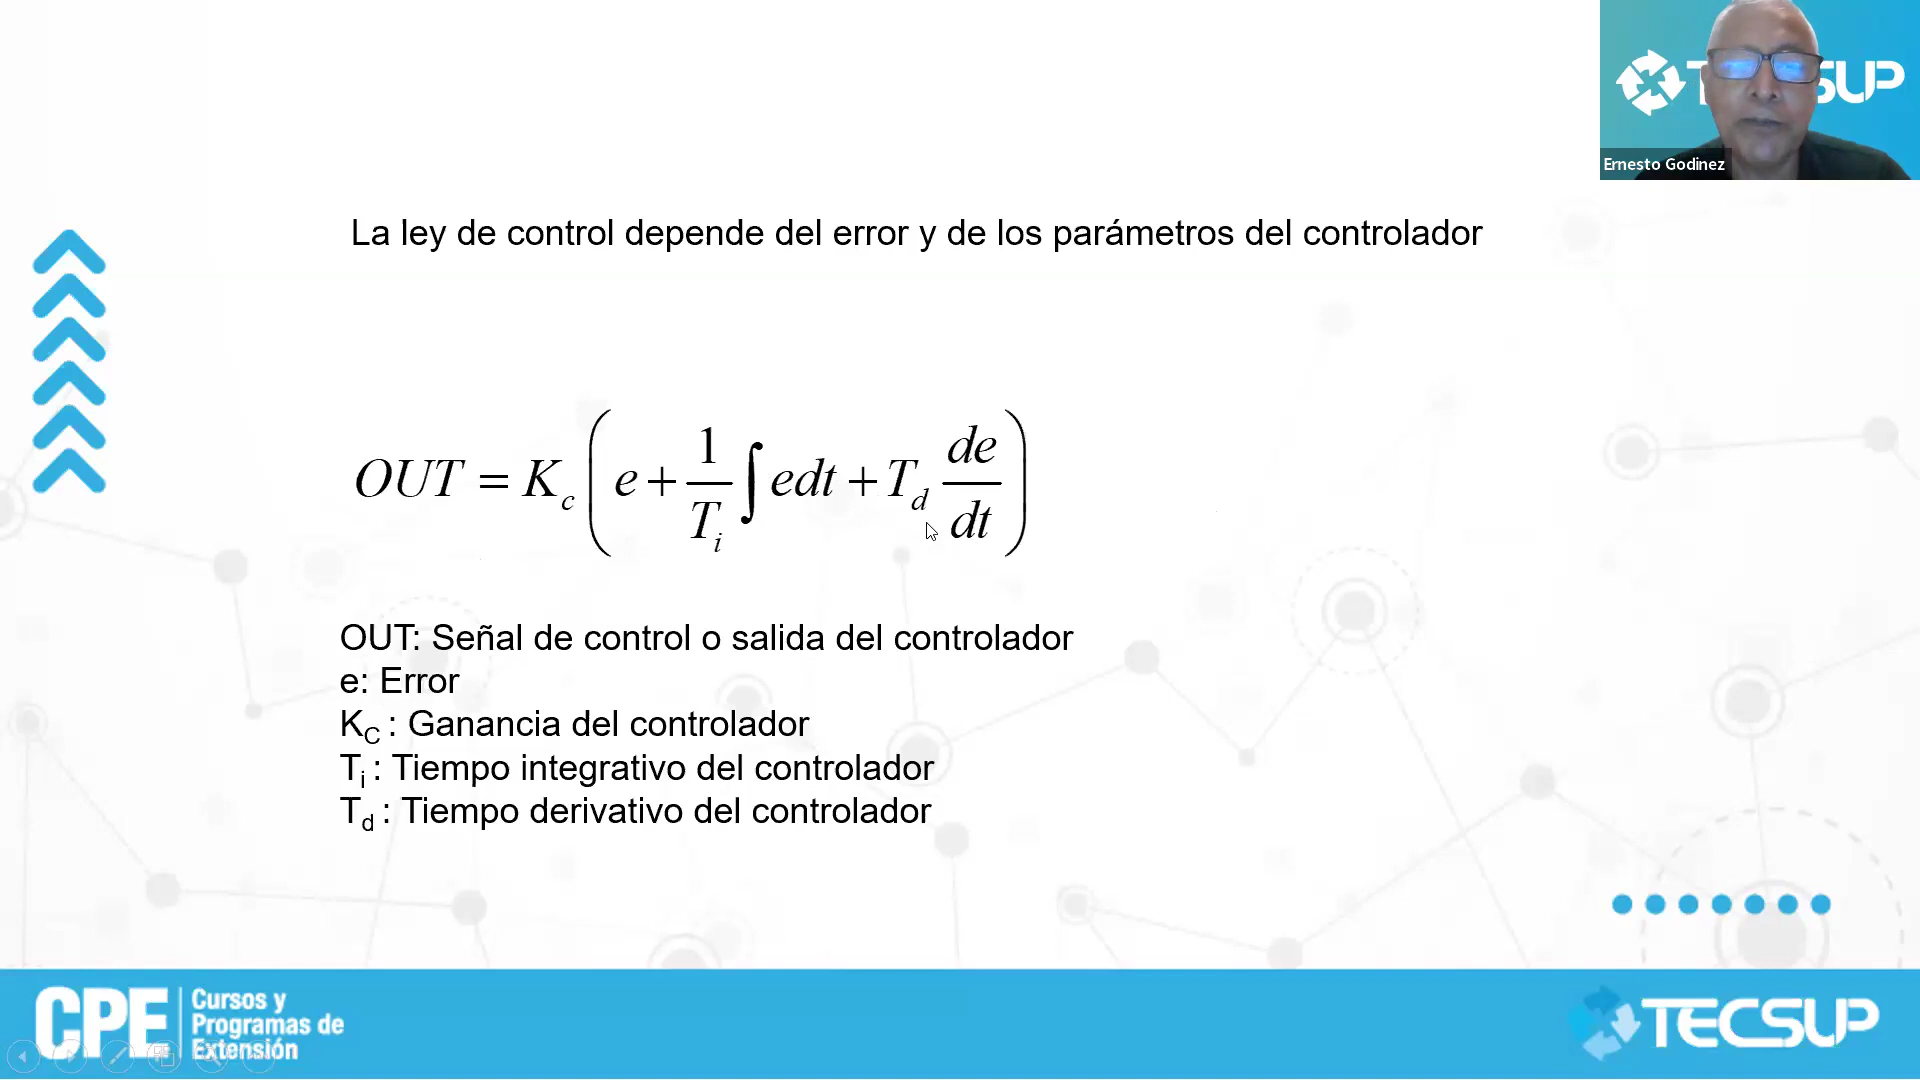 TECSUP
Ernesto Godinez
La ley de control depende del error y de los parámetros del controlador
OUT = K_c ( e + 1/T_i ∫ edt + T_d de/dt )
OUT: Señal de control o salida del controlador
e: Error
K_C : Ganancia del controlador
T_i : Tiempo integrativo del controlador
T_d : Tiempo derivativo del controlador
CPE
Cursos y
Programas de
Extensión
TECSUP